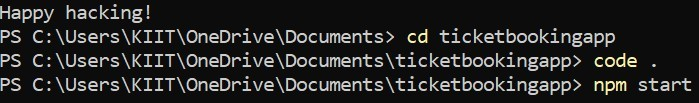 Happy hacking!
PS C:\Users\KIIT\OneDrive\Documents> cd ticketbookingapp
PS C:\Users\KIIT\OneDrive\Documents\ticketbookingapp> code .
PS C:\Users\KIIT\OneDrive\Documents\ticketbookingapp> npm start